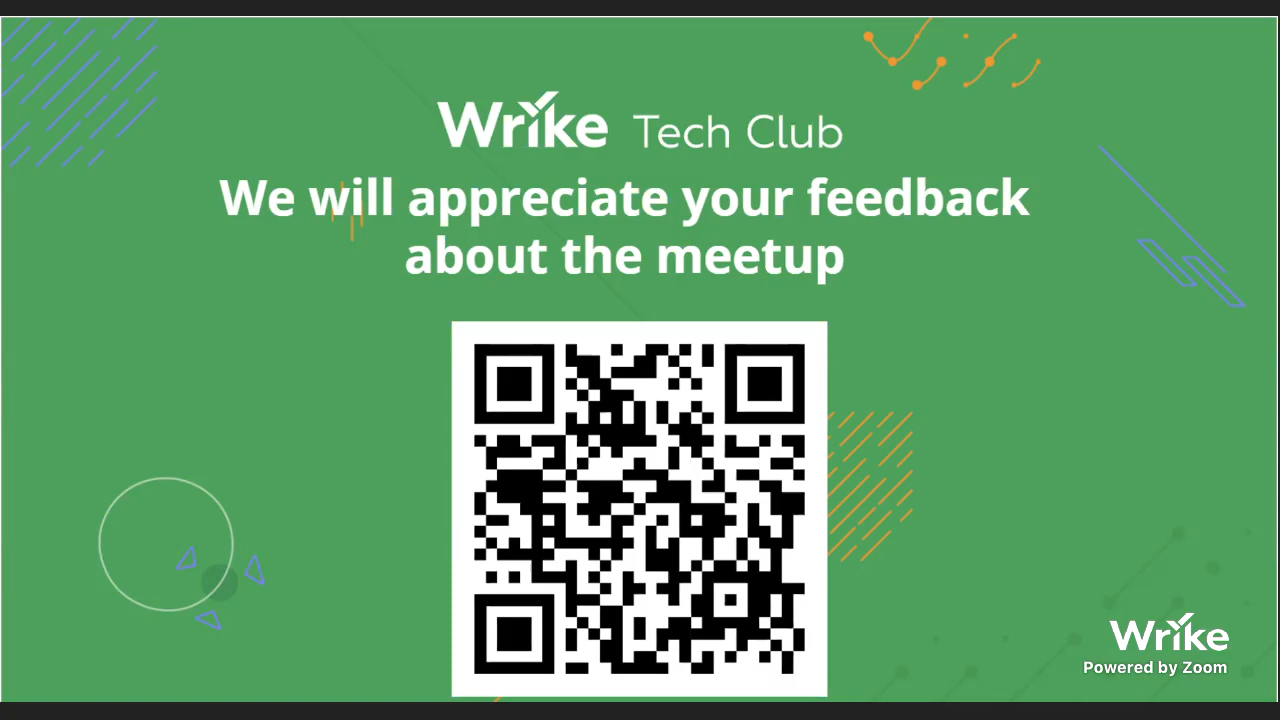 Wrike Tech Club
We will appreciate your feedback
about the meetup
Wrike
Powered by Zoom